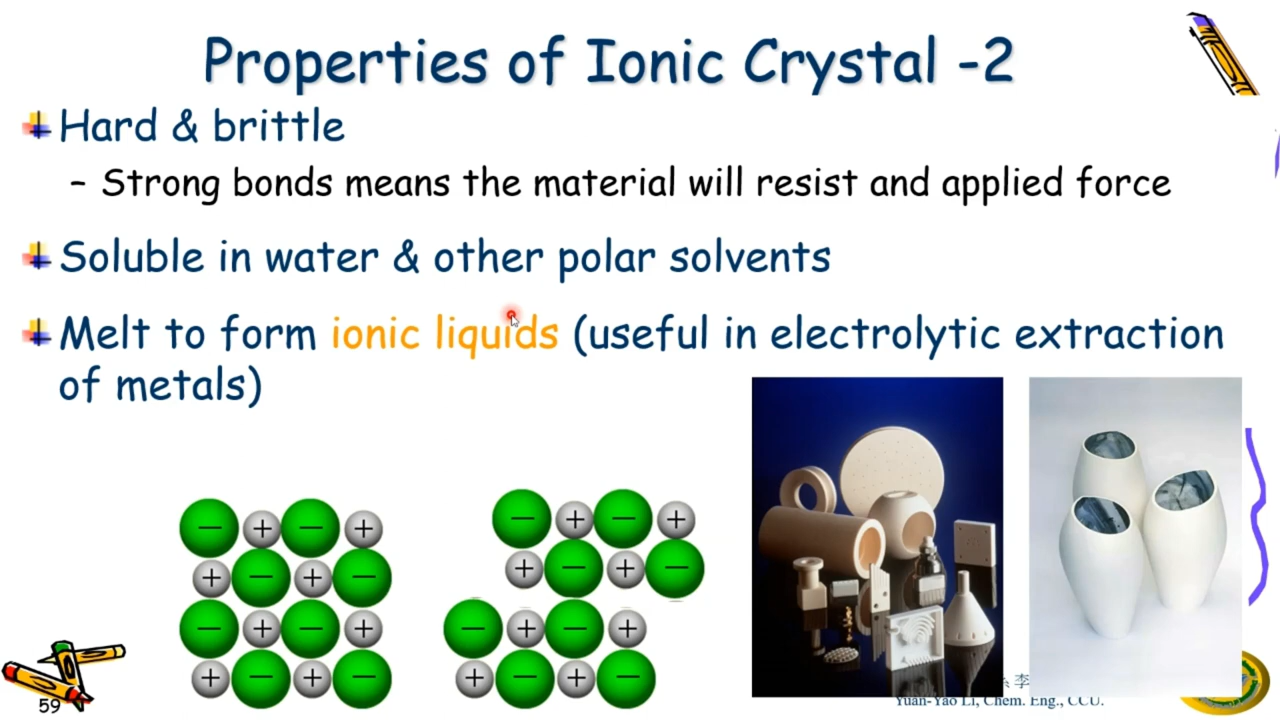 Properties of Ionic Crystal -2
Hard & brittle
– Strong bonds means the material will resist and applied force
Soluble in water & other polar solvents
Melt to form ionic liquids (useful in electrolytic extraction
of metals)
− + − +
+ − + −
− + − +
+ − + −
− + − +
+ − + −
− + − +
+ − + −
李
Yuan-Yao Li, Chem. Eng., CCU.
59